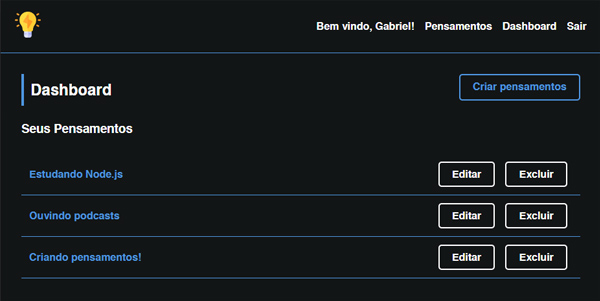 Bem vindo, Gabriel! Pensamentos Dashboard Sair
Dashboard
Criar pensamentos
Seus Pensamentos
Estudando Node.js Editar Excluir
Ouvindo podcasts Editar Excluir
Criando pensamentos! Editar Excluir